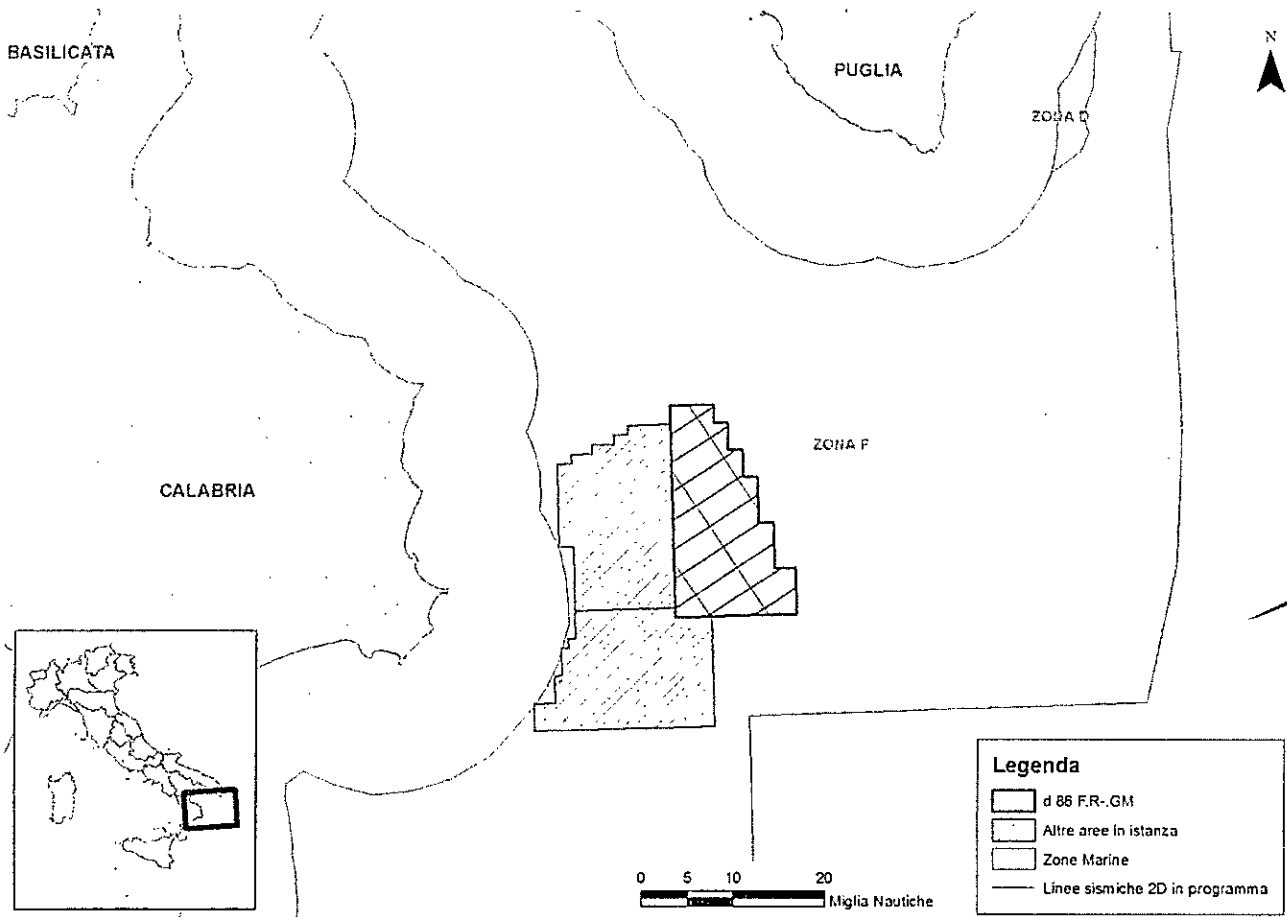 BASILICATA
PUGLIA
N
ZONA D
ZONA F
CALABRIA
Legenda
d 86 F.R-.GM
Altre aree in istanza
Zone Marine
Linee sismiche 2D in programma
0 5 10 20
Miglia Nautiche